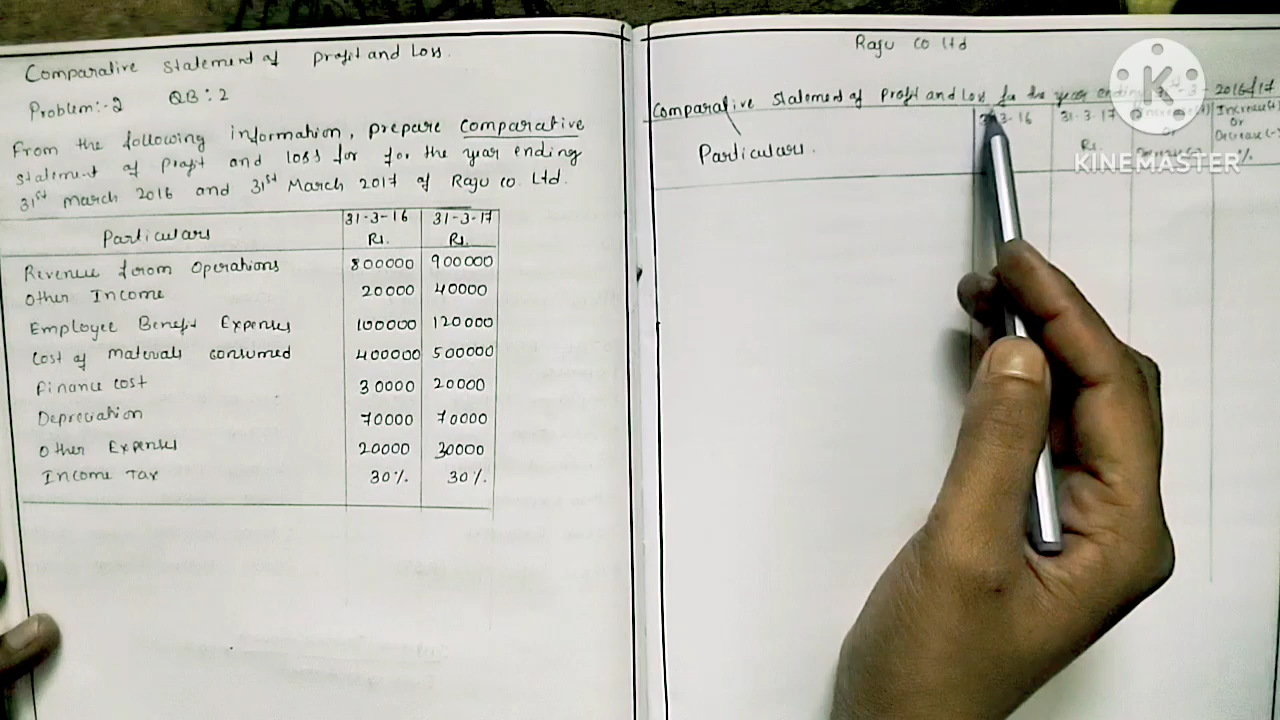 Comparative statement of Profit and Loss.
Problem:-2 QB:2
From the following information, prepare Comparative
statement of Profit and loss for for the year ending
31st March 2016 and 31st March 2017 of Raju co. Ltd.
Particulars 31-3-16 Rs. 31-3-17 Rs.
Revenue from Operations 800000 900000
Other Income 20000 40000
Employee Benefit Expenses 100000 120000
Cost of materials consumed 400000 500000
Finance cost 30000 20000
Depreciation 70000 70000
Other Expenses 20000 30000
Income Tax 30% 30%
Raju co Ltd
Comparative statement of Profit and Loss for the year ending 2016/17
Particulars. 3-16 31-3-17 Rs. Increase(+) or Decrease(-) %
K
KINEMASTER